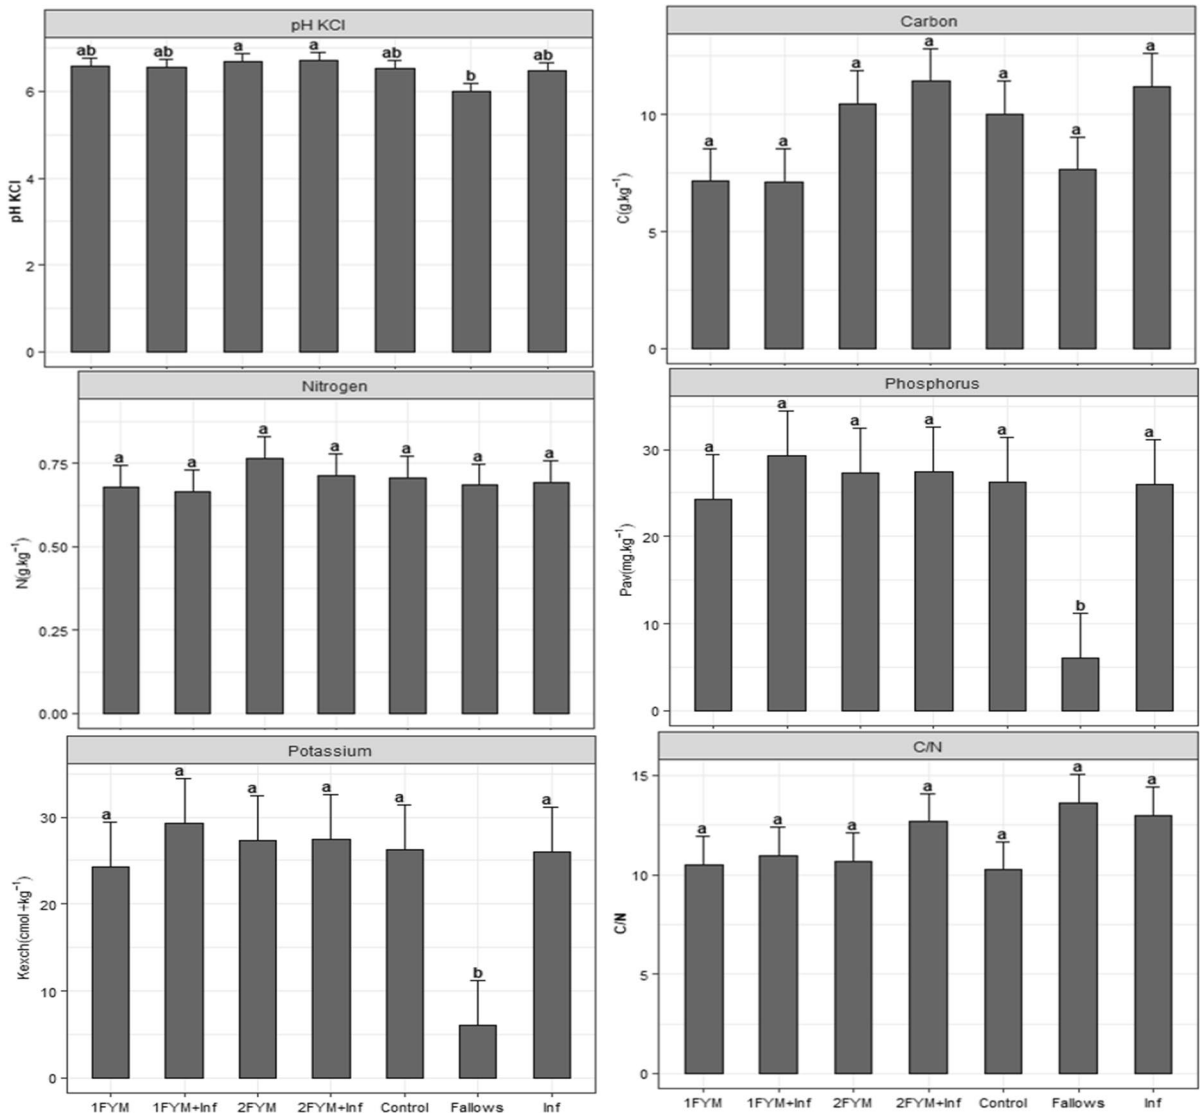 pH KCl
ab ab a a ab b ab
pH KCl
6
4
2
0
Carbon
a a a a a a a
C(g.kg⁻¹)
10
5
0
Nitrogen
a a a a a a a
N(g.kg⁻¹)
0.75
0.50
0.25
0.00
Phosphorus
a a a a a b a
Pav(mg.kg⁻¹)
30
20
10
0
Potassium
a a a a a b a
Kexch(cmol+kg⁻¹)
30
20
10
0
1FYM 1FYM+Inf 2FYM 2FYM+Inf Control Fallows Inf
C/N
a a a a a a a
C/N
15
10
5
0
1FYM 1FYM+Inf 2FYM 2FYM+Inf Control Fallows Inf